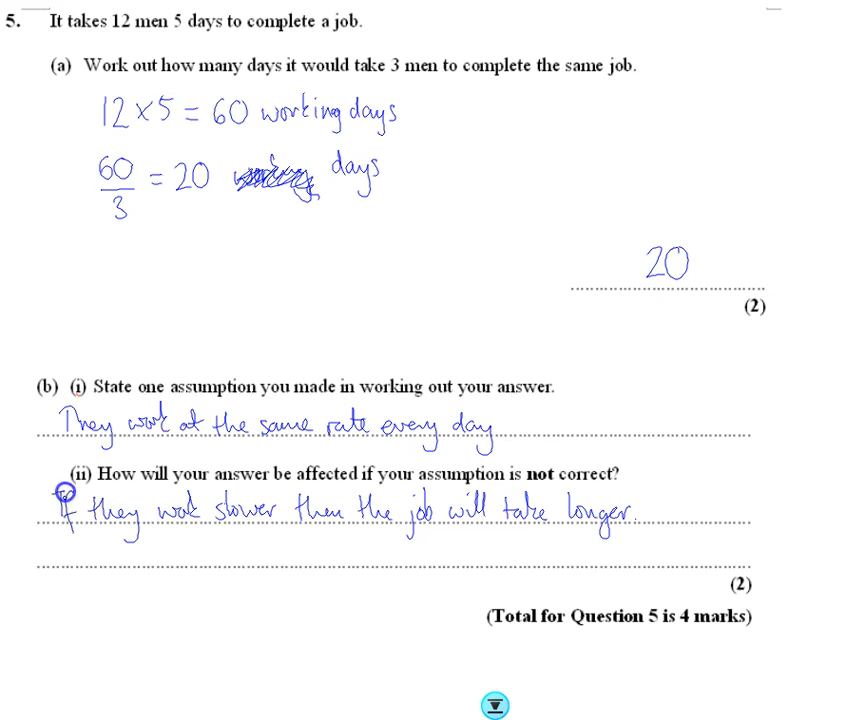 5. It takes 12 men 5 days to complete a job.
(a) Work out how many days it would take 3 men to complete the same job.
12 × 5 = 60 working days
60/3 = 20 days
20
(2)
(b) (i) State one assumption you made in working out your answer.
They work at the same rate every day
(ii) How will your answer be affected if your assumption is not correct?
If they work slower then the job will take longer.
(2)
(Total for Question 5 is 4 marks)